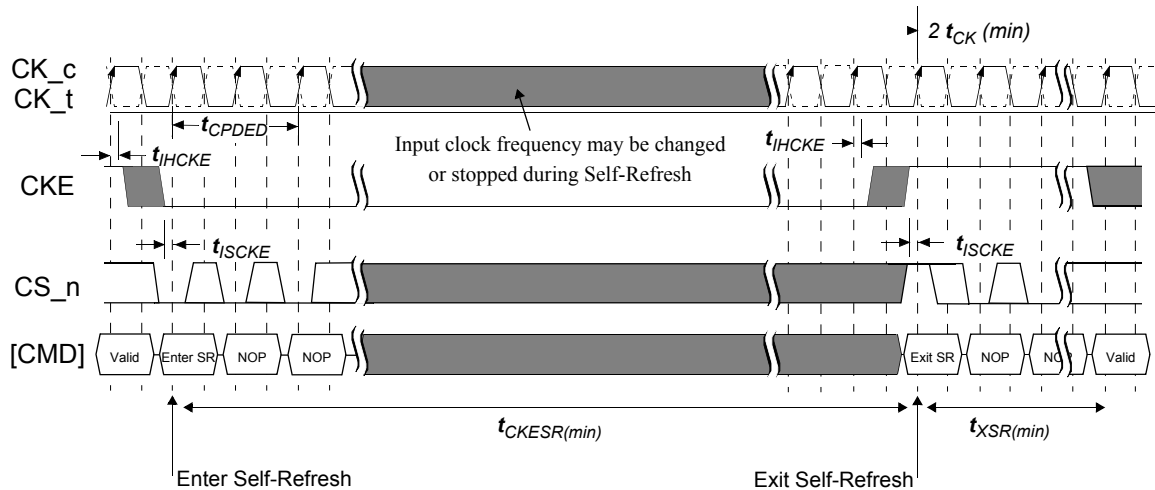 2 tCK (min)
CK_c
CK_t
tCPDED
tIHCKE
Input clock frequency may be changed
or stopped during Self-Refresh
tIHCKE
CKE
tISCKE
tISCKE
CS_n
[CMD]
Valid
Enter SR
NOP
NOP
Exit SR
NOP
NOP
Valid
tCKESR(min)
tXSR(min)
Enter Self-Refresh
Exit Self-Refresh